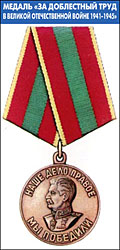 МЕДАЛЬ «ЗА ДОБЛЕСТНЫЙ ТРУД
В ВЕЛИКОЙ ОТЕЧЕСТВЕННОЙ ВОЙНЕ 1941-1945»
НАШЕ ДЕЛО ПРАВОЕ
МЫ ПОБЕДИЛИ